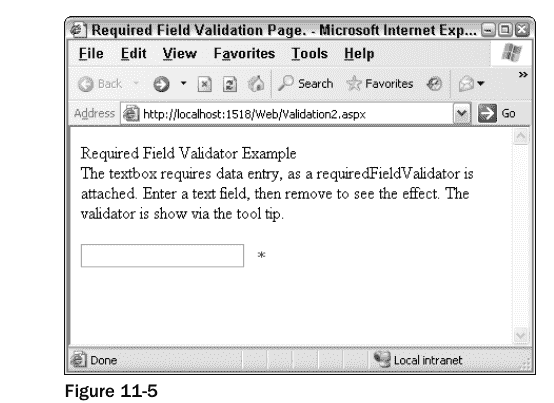 Required Field Validation Page. - Microsoft Internet Exp...
File Edit View Favorites Tools Help
Back Search Favorites »
Address http://localhost:1518/Web/Validation2.aspx Go
Required Field Validator Example
The textbox requires data entry, as a requiredFieldValidator is
attached. Enter a text field, then remove to see the effect. The
validator is show via the tool tip.
*
Done Local intranet
Figure 11-5